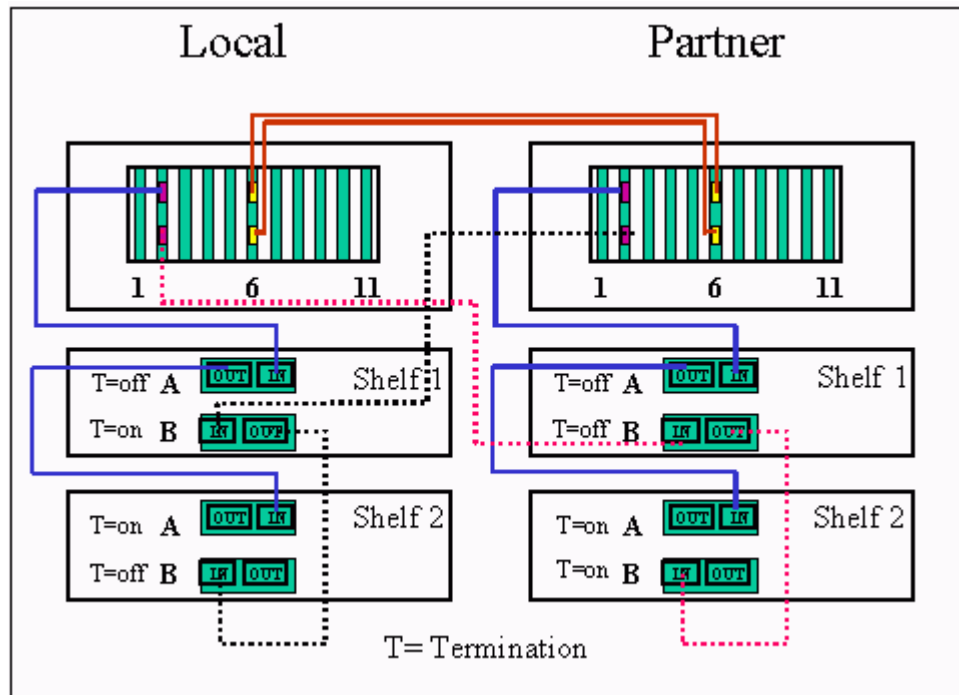 Local Partner
1 6 11 1 6 11
T=off A OUT IN Shelf 1
T=on B IN OUT
T=off A OUT IN Shelf 1
T=off B IN OUT
T=on A OUT IN Shelf 2
T=off B IN OUT
T=on A OUT IN Shelf 2
T=on B IN OUT
T= Termination